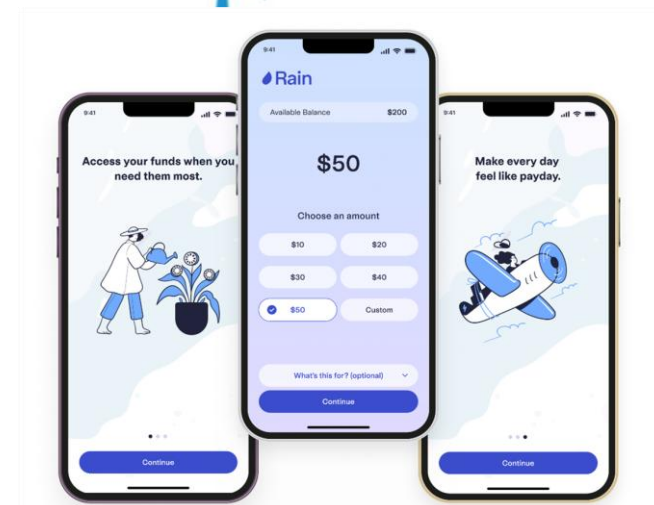 9:41
Access your funds when you
need them most.
Continue
9:41
Rain
Available Balance $200
$50
Choose an amount
$10 $20
$30 $40
$50 Custom
What's this for? (optional)
Continue
9:41
Make every day
feel like payday.
Continue